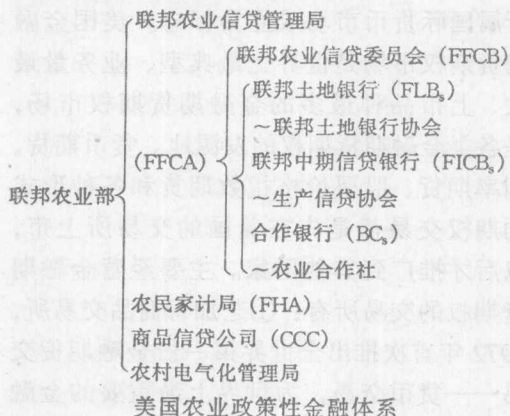 联邦农业信贷管理局
联邦农业信贷委员会（FFCB）
联邦土地银行（FLBs）
～联邦土地银行协会
（FFCA）
联邦中期信贷银行（FICBs）
联邦农业部
～生产信贷协会
合作银行（BCs）
～农业合作社
农民家计局（FHA）
商品信贷公司（CCC）
农村电气化管理局
美国农业政策性金融体系